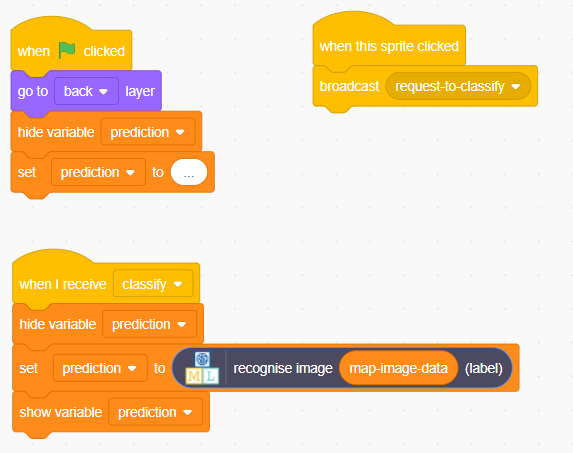 when clicked
go to back layer
hide variable prediction
set prediction to ...
when this sprite clicked
broadcast request-to-classify
when I receive classify
hide variable prediction
set prediction to ML recognise image map-image-data (label)
show variable prediction